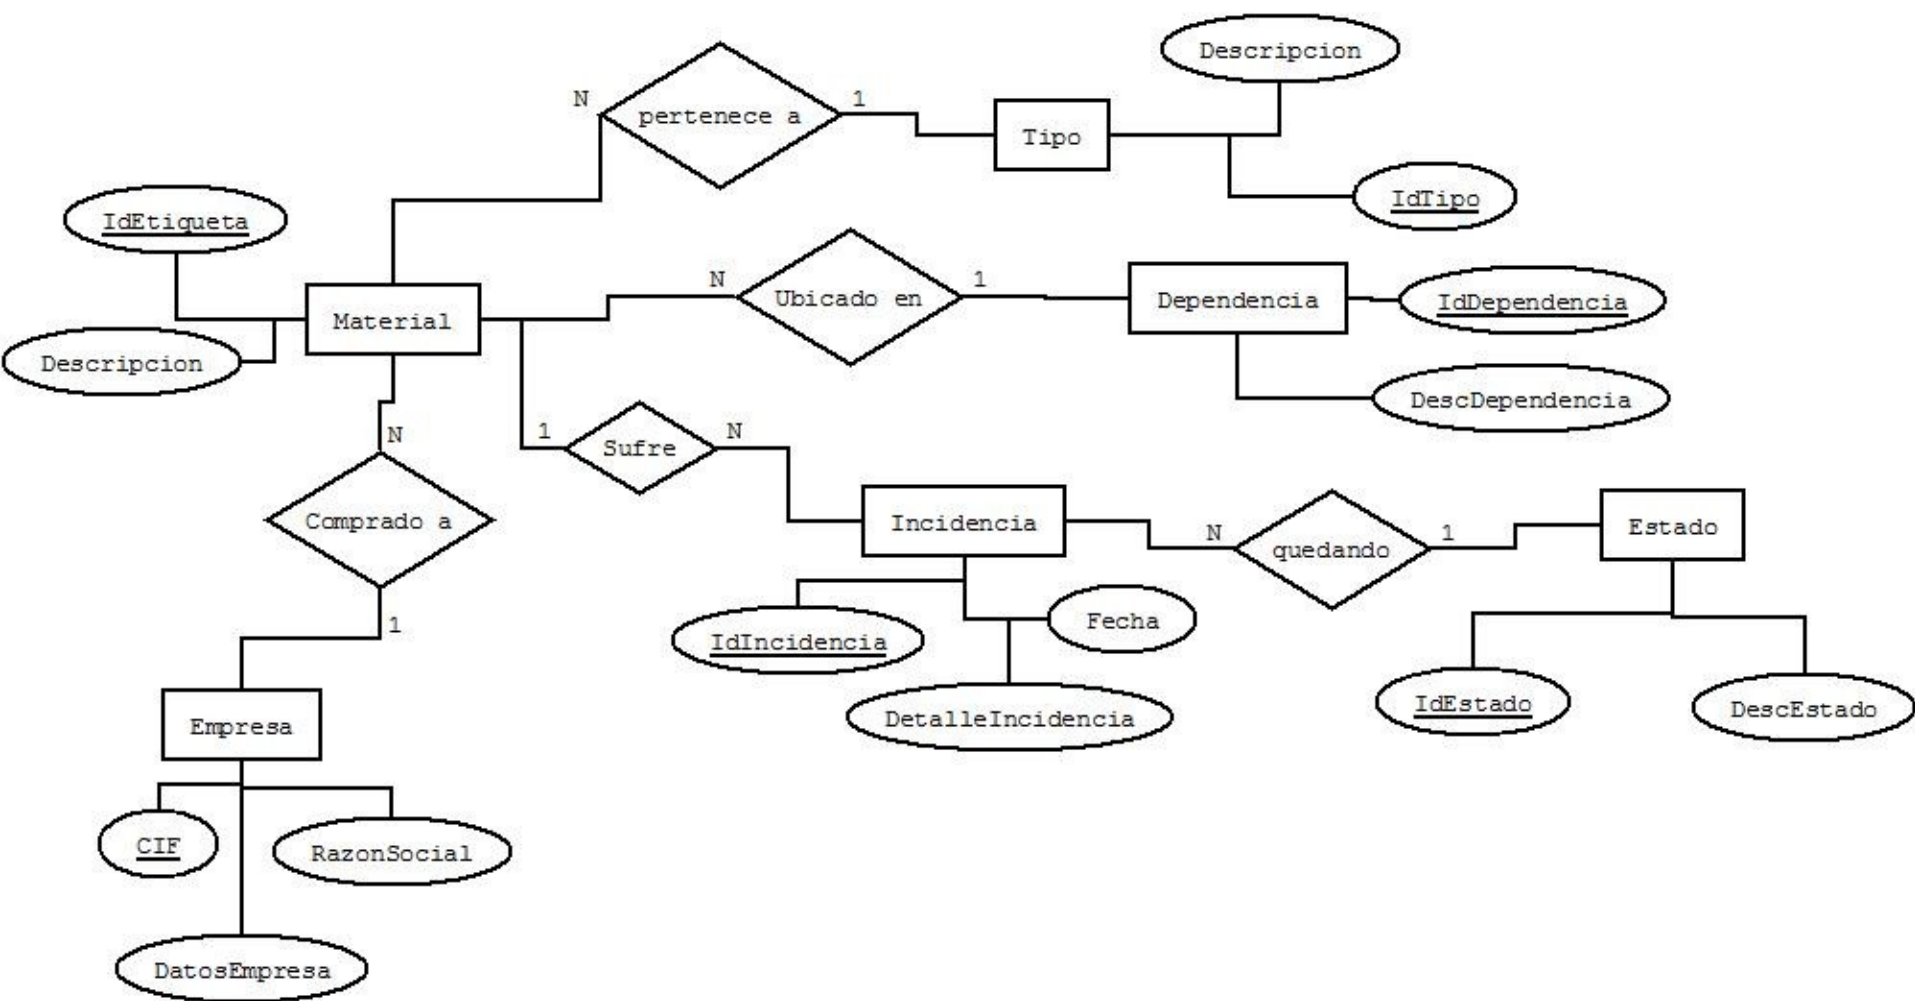 Descripcion
N
pertenece a
1
Tipo
IdTipo
IdEtiqueta
Material
Descripcion
N
Ubicado en
1
Dependencia
IdDependencia
DescDependencia
1
Sufre
N
N
Comprado a
1
Incidencia
N
quedando
1
Estado
IdIncidencia
Fecha
DetalleIncidencia
IdEstado
DescEstado
Empresa
CIF
RazonSocial
DatosEmpresa